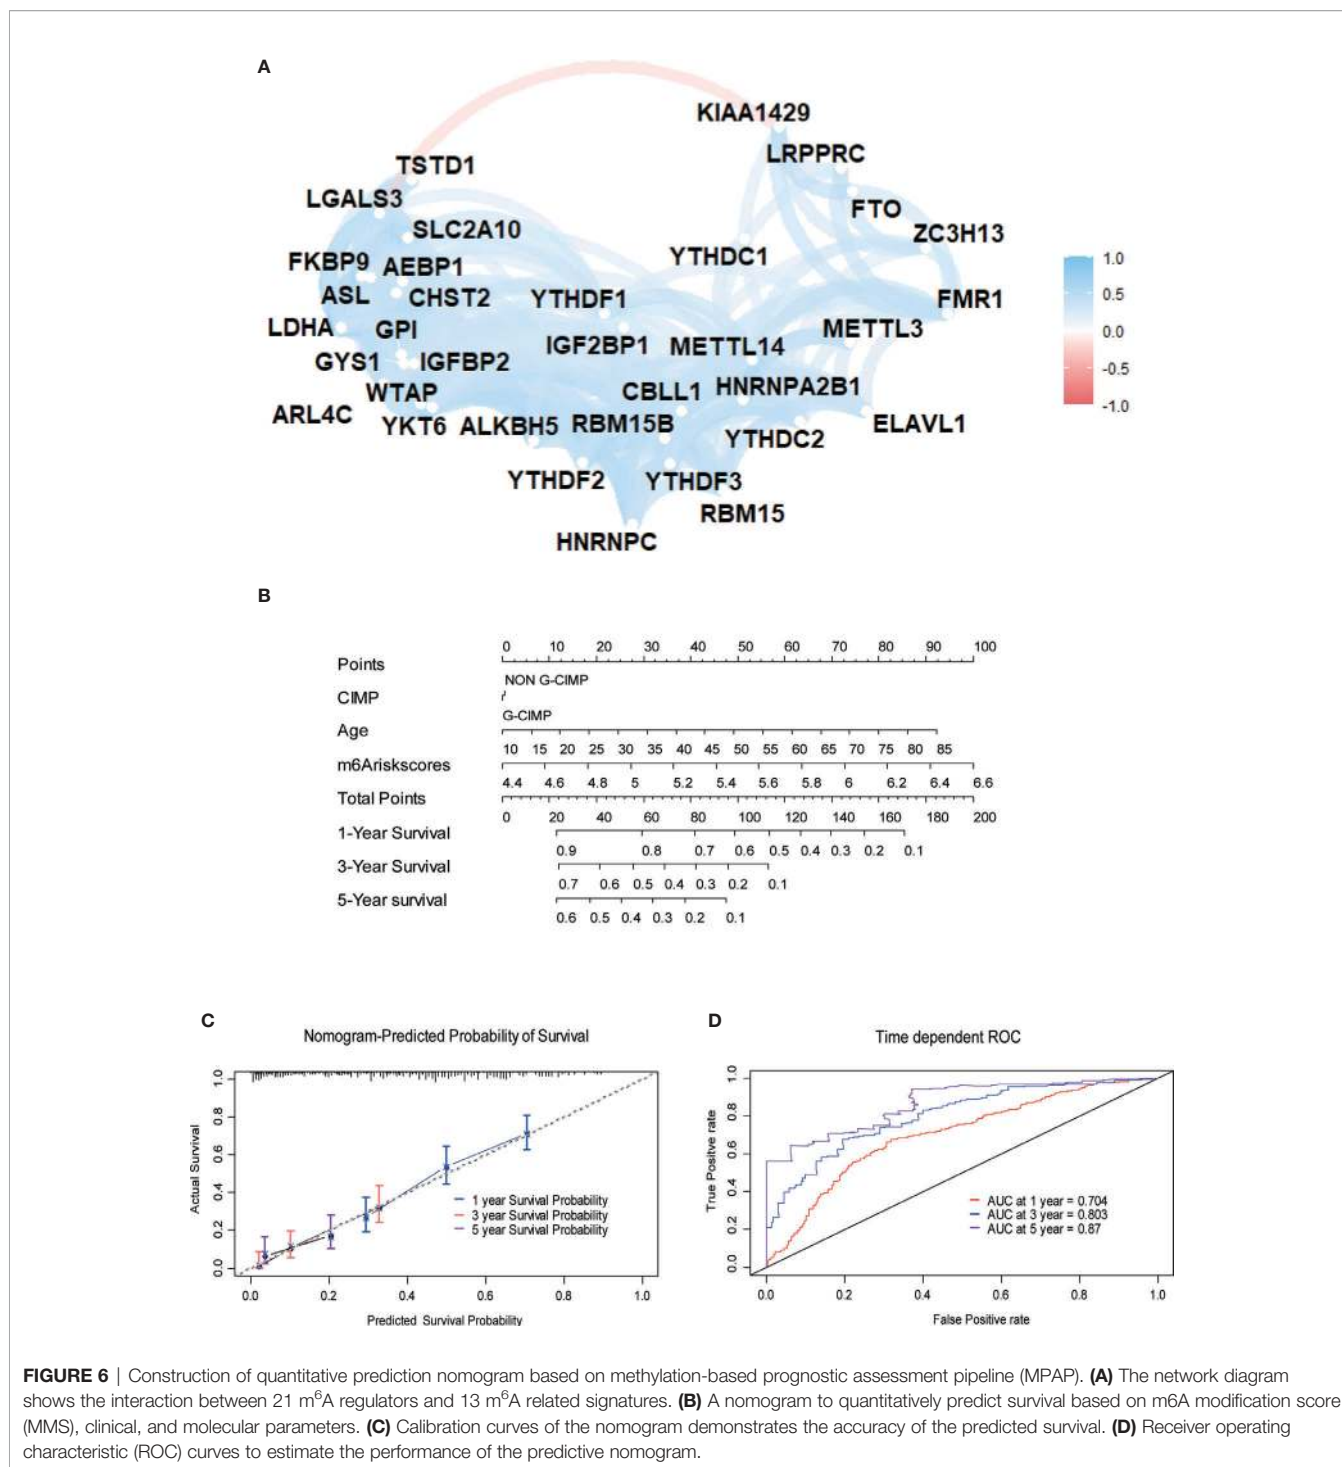 A
KIAA1429
LRPPRC
TSTD1
LGALS3
FTO
SLC2A10
ZC3H13
YTHDC1
FKBP9
AEBP1
1.0
ASL
CHST2
YTHDF1
FMR1
0.5
LDHA
GPI
METTL3
0.0
IGF2BP1
METTL14
GYS1
IGFBP2
-0.5
WTAP
CBLL1
HNRNPA2B1
-1.0
ARL4C
YKT6
ALKBH5
RBM15B
YTHDC2
ELAVL1
YTHDF2
YTHDF3
RBM15
HNRNPC
B
Points
0 10 20 30 40 50 60 70 80 90 100
NON G-CIMP
CIMP
G-CIMP
Age
10 15 20 25 30 35 40 45 50 55 60 65 70 75 80 85
m6Ariskscores
4.4 4.6 4.8 5 5.2 5.4 5.6 5.8 6 6.2 6.4 6.6
Total Points
0 20 40 60 80 100 120 140 160 180 200
1-Year Survival
0.9 0.8 0.7 0.6 0.5 0.4 0.3 0.2 0.1
3-Year Survival
0.7 0.6 0.5 0.4 0.3 0.2 0.1
5-Year survival
0.6 0.5 0.4 0.3 0.2 0.1
C
Nomogram-Predicted Probability of Survival
Actual Survival
1.0
0.8
0.6
0.4
0.2
0.0
1 year Survival Probability
3 year Survival Probability
5 year Survival Probability
0.0 0.2 0.4 0.6 0.8 1.0
Predicted Survival Probability
D
Time dependent ROC
True Positve rate
1.0
0.8
0.6
0.4
0.2
0.0
AUC at 1 year = 0.704
AUC at 3 year = 0.803
AUC at 5 year = 0.87
0.0 0.2 0.4 0.6 0.8 1.0
False Positive rate
FIGURE 6 | Construction of quantitative prediction nomogram based on methylation-based prognostic assessment pipeline (MPAP). (A) The network diagram
shows the interaction between 21 m⁶A regulators and 13 m⁶A related signatures. (B) A nomogram to quantitatively predict survival based on m6A modification score
(MMS), clinical, and molecular parameters. (C) Calibration curves of the nomogram demonstrates the accuracy of the predicted survival. (D) Receiver operating
characteristic (ROC) curves to estimate the performance of the predictive nomogram.